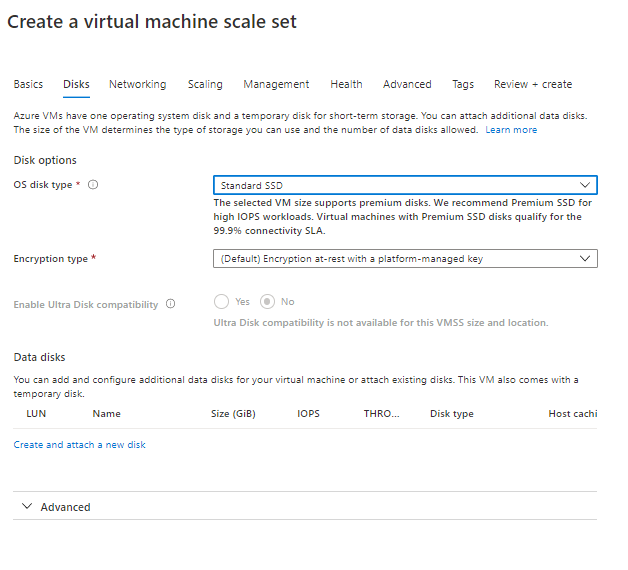 Create a virtual machine scale set
Basics Disks Networking Scaling Management Health Advanced Tags Review + create
Azure VMs have one operating system disk and a temporary disk for short-term storage. You can attach additional data disks.
The size of the VM determines the type of storage you can use and the number of data disks allowed. Learn more
Disk options
OS disk type * Standard SSD
The selected VM size supports premium disks. We recommend Premium SSD for
high IOPS workloads. Virtual machines with Premium SSD disks qualify for the
99.9% connectivity SLA.
Encryption type * (Default) Encryption at-rest with a platform-managed key
Enable Ultra Disk compatibility Yes No
Ultra Disk compatibility is not available for this VMSS size and location.
Data disks
You can add and configure additional data disks for your virtual machine or attach existing disks. This VM also comes with a
temporary disk.
LUN Name Size (GiB) IOPS THRO... Disk type Host cachi
Create and attach a new disk
Advanced